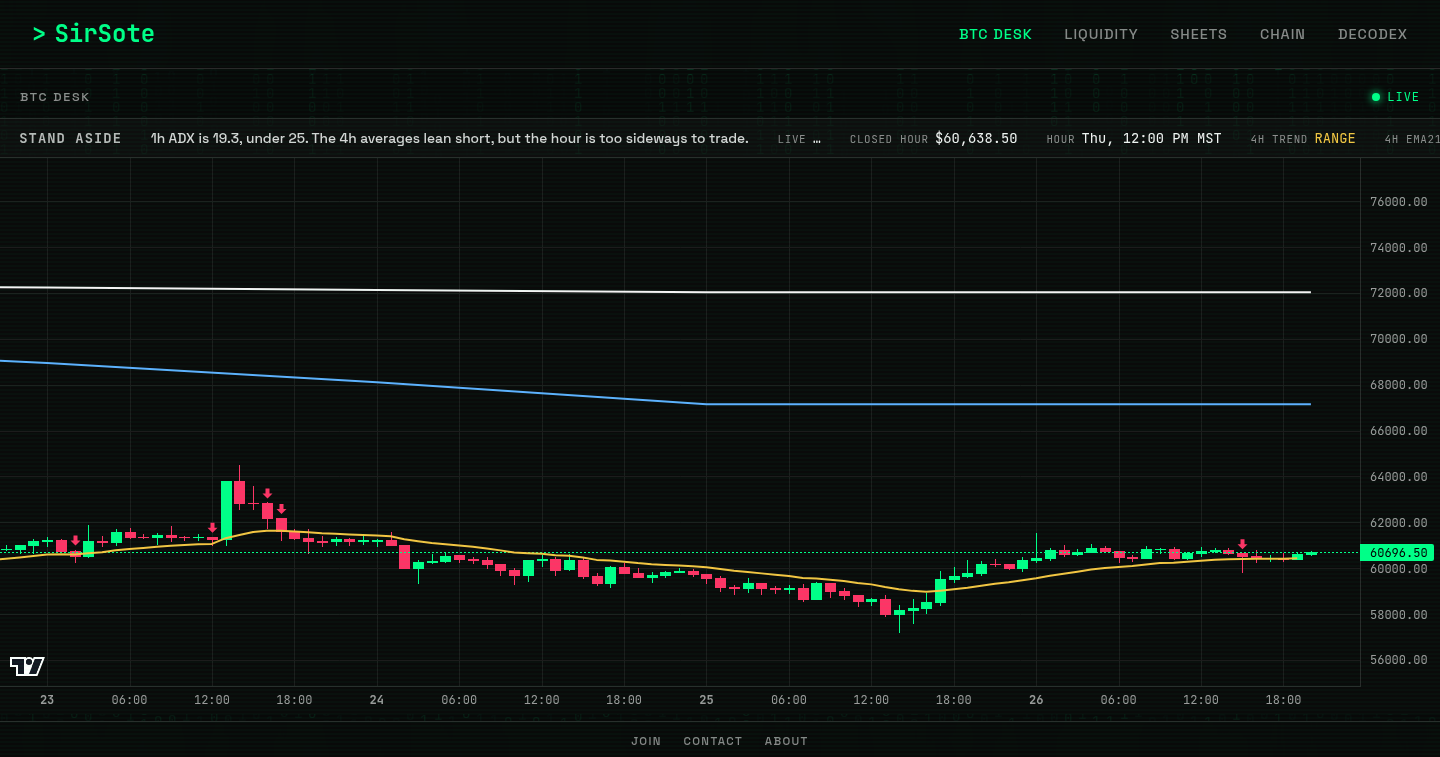 > SirSote
BTC DESK LIQUIDITY SHEETS CHAIN DECODEX
BTC DESK
LIVE
STAND ASIDE 1h ADX is 19.3, under 25. The 4h averages lean short, but the hour is too sideways to trade. LIVE … CLOSED HOUR $60,638.50 HOUR Thu, 12:00 PM MST 4H TREND RANGE 4H EMA21
76000.00
74000.00
72000.00
70000.00
68000.00
66000.00
64000.00
62000.00
60696.50
60000.00
58000.00
56000.00
23 06:00 12:00 18:00 24 06:00 12:00 18:00 25 06:00 12:00 18:00 26 06:00 12:00 18:00
JOIN CONTACT ABOUT